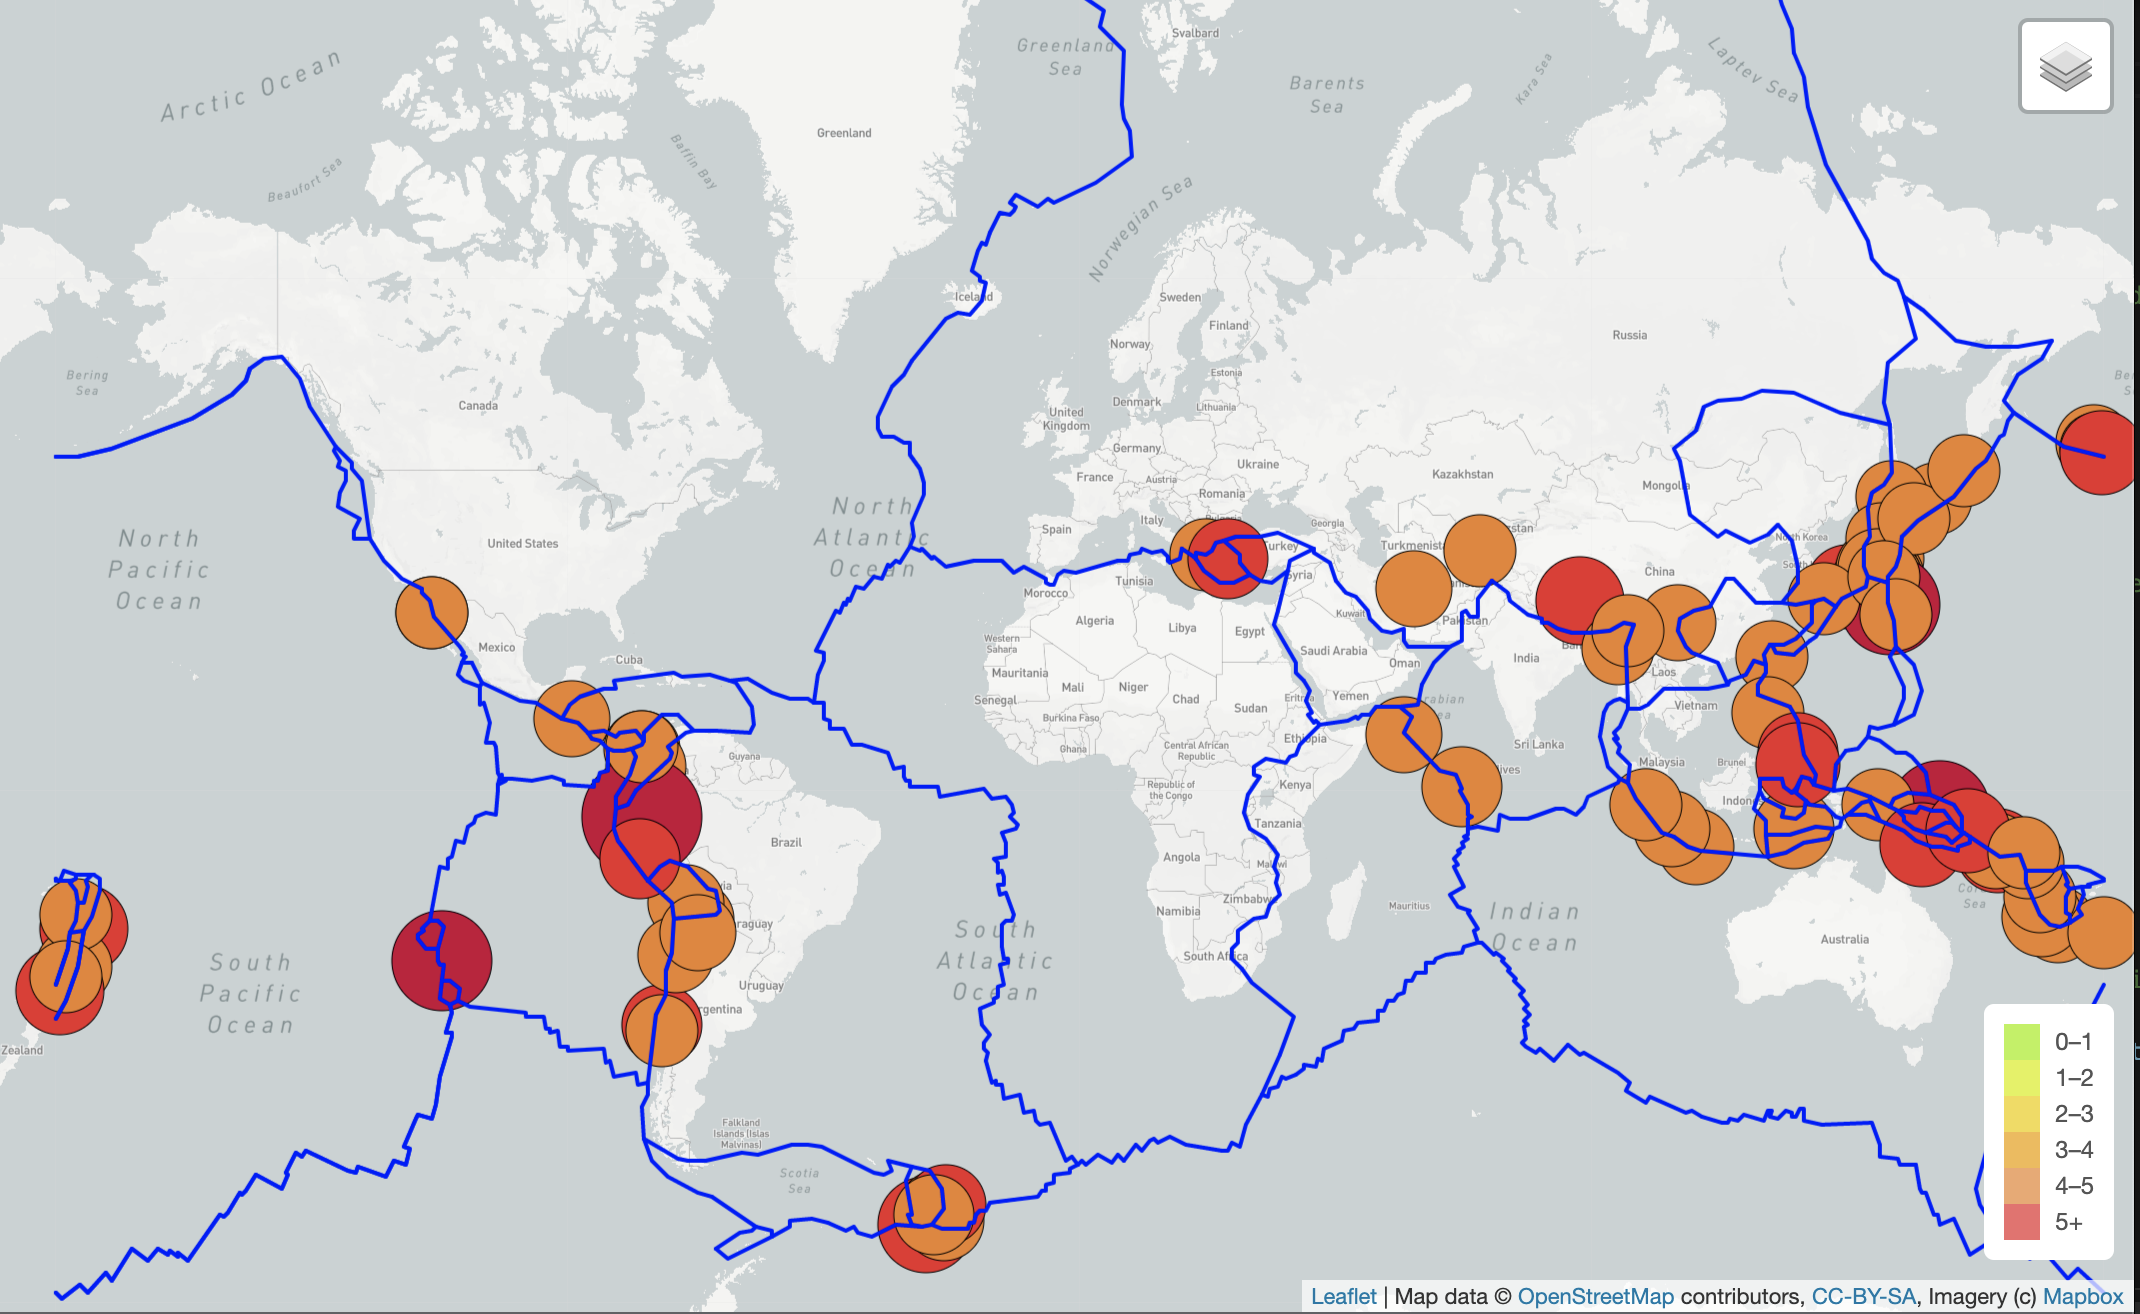 Arctic Ocean
Beaufort Sea
Baffin Bay
Greenland
Greenland
Sea
Svalbard
Barents
Sea
Kara Sea
Laptev Sea
Norwegian Sea
Iceland
Sweden
Finland
Norway
Estonia
Lithuania
Denmark
United
Kingdom
Germany
France
Austria
Ukraine
Romania
Italy
Spain
Georgia
Turkey
Syria
Russia
Kazakhstan
Mongolia
North Korea
China
Turkmenist
stan
Kuwait
Pakistan
India
Laos
Vietnam
Sri Lanka
Malaysia
Brunei
Bering
Sea
Canada
United States
Mexico
Cuba
North
Pacific
Ocean
North
Atlantic
Ocean
Tunisia
Morocco
Algeria
Libya
Egypt
Western
Sahara
Mauritania
Mali
Niger
Chad
Sudan
Senegal
Burkina Faso
Ghana
Central African
Republic
Ethiopia
Saudi Arabia
Oman
Yemen
Republic of
the Congo
Kenya
Tanzania
Angola
Malawi
Zimbabwe
Namibia
South Africa
Mauritius
Guyana
Brazil
Uruguay
raguay
rgentina
Falkland
Islands (Islas
Malvinas)
Scotia
Sea
South
Pacific
Ocean
South
Atlantic
Ocean
Indian
Ocean
Australia
Sea
Zealand
0–1
1–2
2–3
3–4
4–5
5+
Leaflet | Map data © OpenStreetMap contributors, CC-BY-SA, Imagery (c) Mapbox